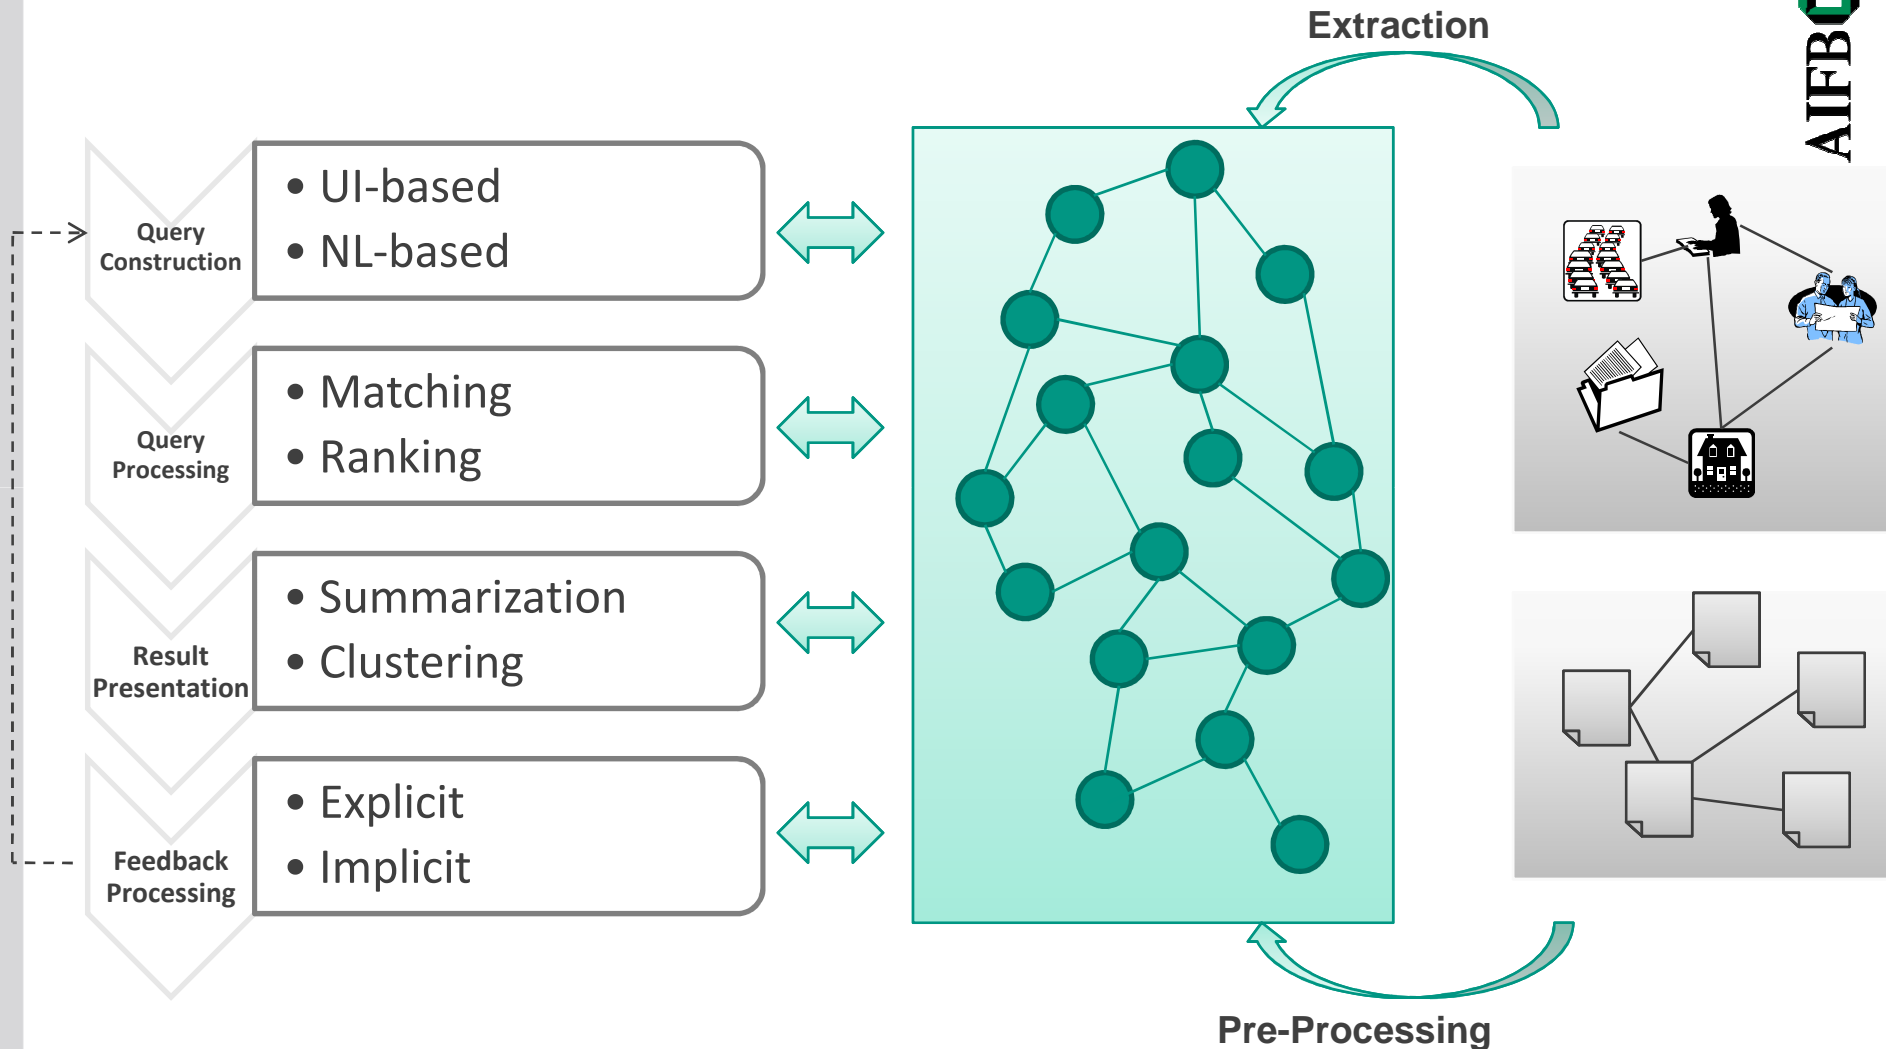 Extraction
AIFB
Query
Construction
• UI-based
• NL-based
Query
Processing
• Matching
• Ranking
Result
Presentation
• Summarization
• Clustering
Feedback
Processing
• Explicit
• Implicit
Pre-Processing